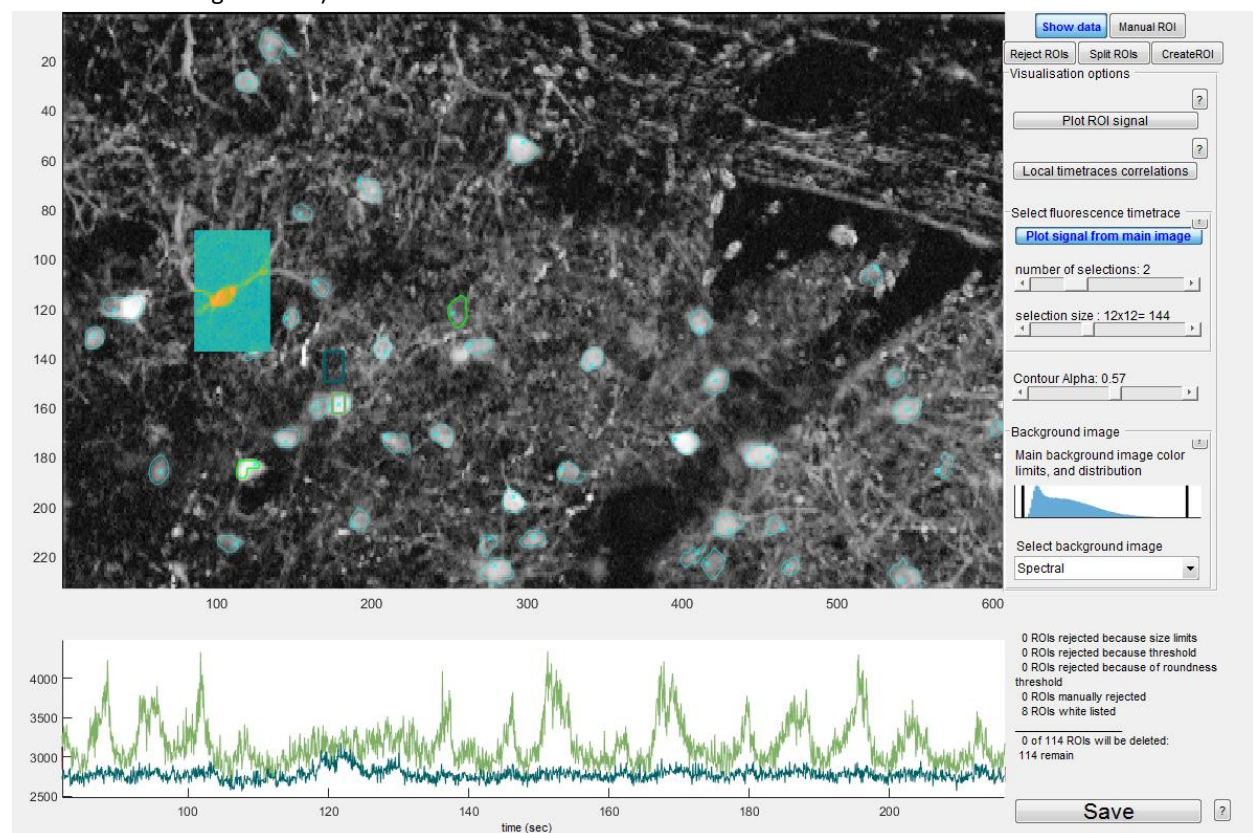 Show data
Manual ROI
Reject ROIs
Split ROIs
CreateROI
Visualisation options
?
Plot ROI signal
?
Local timetraces correlations
Select fluorescence timetrace
Plot signal from main image
number of selections: 2
selection size : 12x12= 144
Contour Alpha: 0.57
Background image
Main background image color
limits, and distribution
Select background image
Spectral
20
40
60
80
100
120
140
160
180
200
220
100
200
300
400
500
600
0 ROIs rejected because size limits
0 ROIs rejected because threshold
0 ROIs rejected because of roundness
threshold
0 ROIs manually rejected
8 ROIs white listed
0 of 114 ROIs will be deleted:
114 remain
4000
3500
3000
2500
100
120
140
160
180
200
time (sec)
Save
?